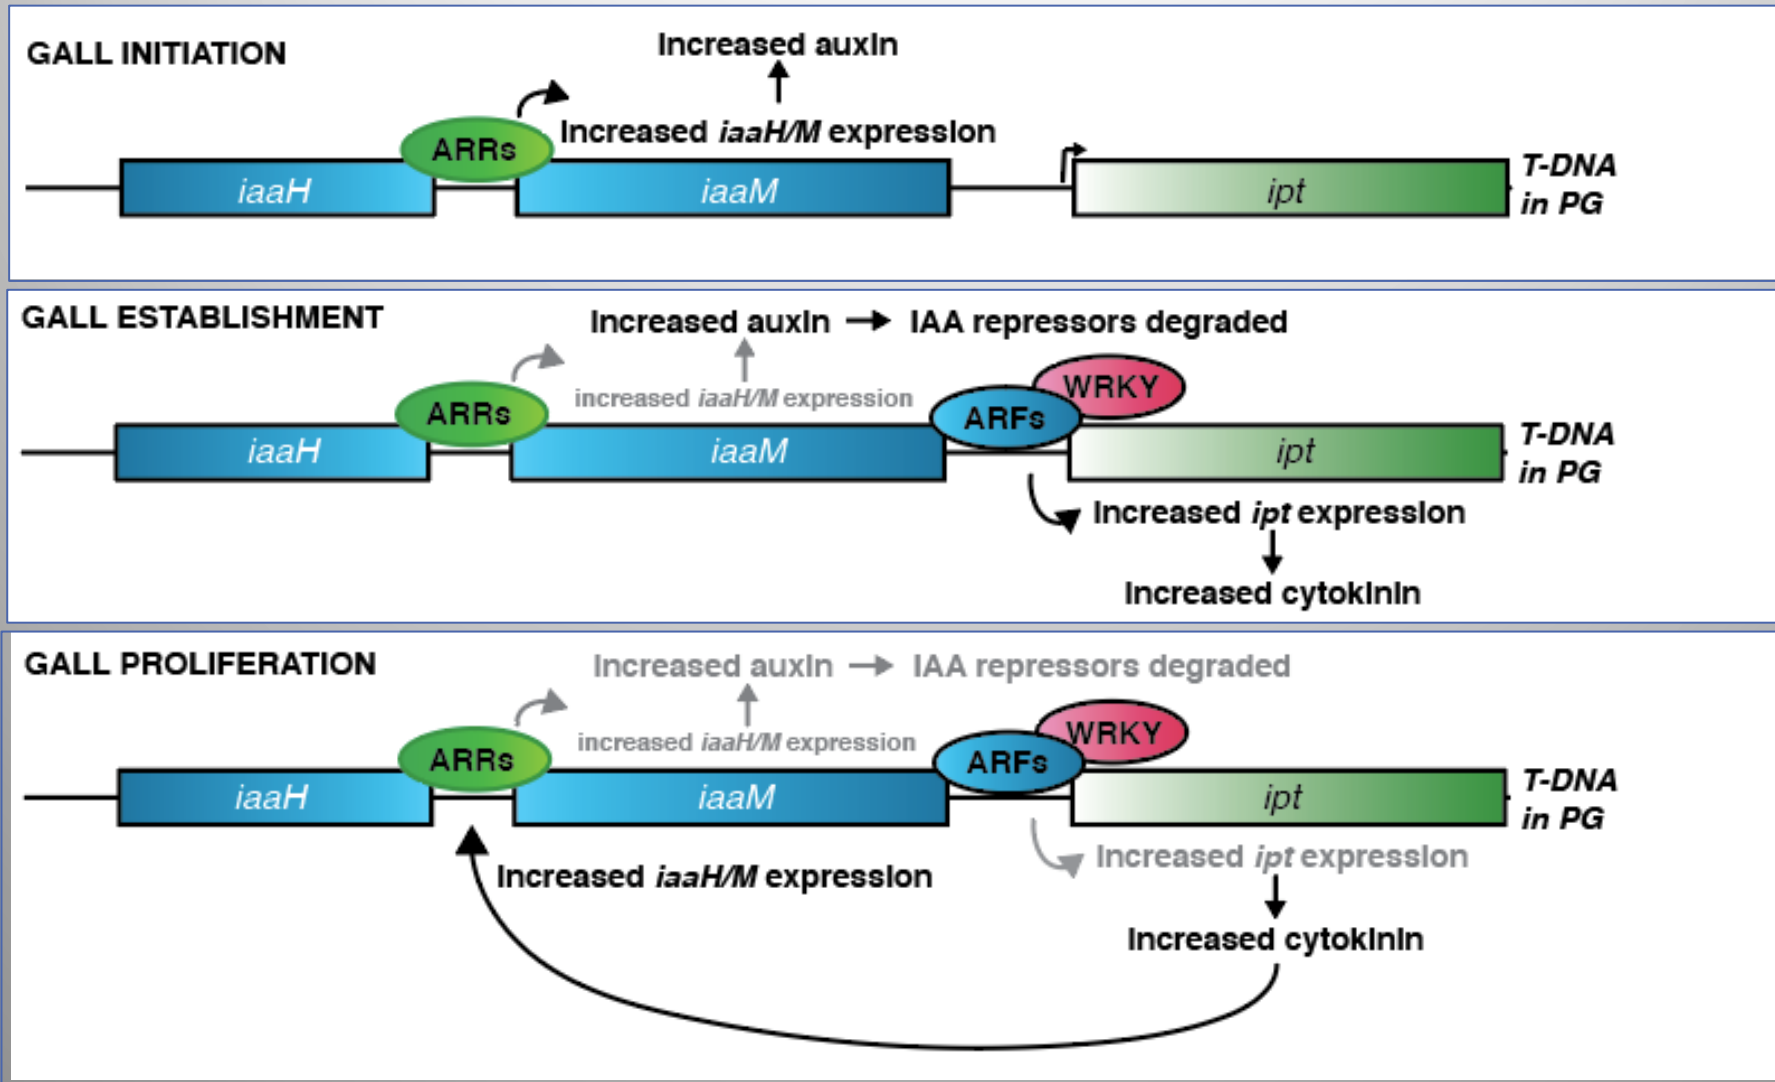 GALL INITIATION
Increased auxin
ARRs
Increased iaaH/M expression
iaaH
iaaM
ipt
T-DNA
in PG
GALL ESTABLISHMENT
Increased auxin
IAA repressors degraded
increased iaaH/M expression
ARRs
ARFs
WRKY
iaaH
iaaM
ipt
T-DNA
in PG
Increased ipt expression
Increased cytokinin
GALL PROLIFERATION
Increased auxin
IAA repressors degraded
increased iaaH/M expression
ARRs
ARFs
WRKY
iaaH
iaaM
ipt
T-DNA
in PG
Increased iaaH/M expression
Increased ipt expression
Increased cytokinin